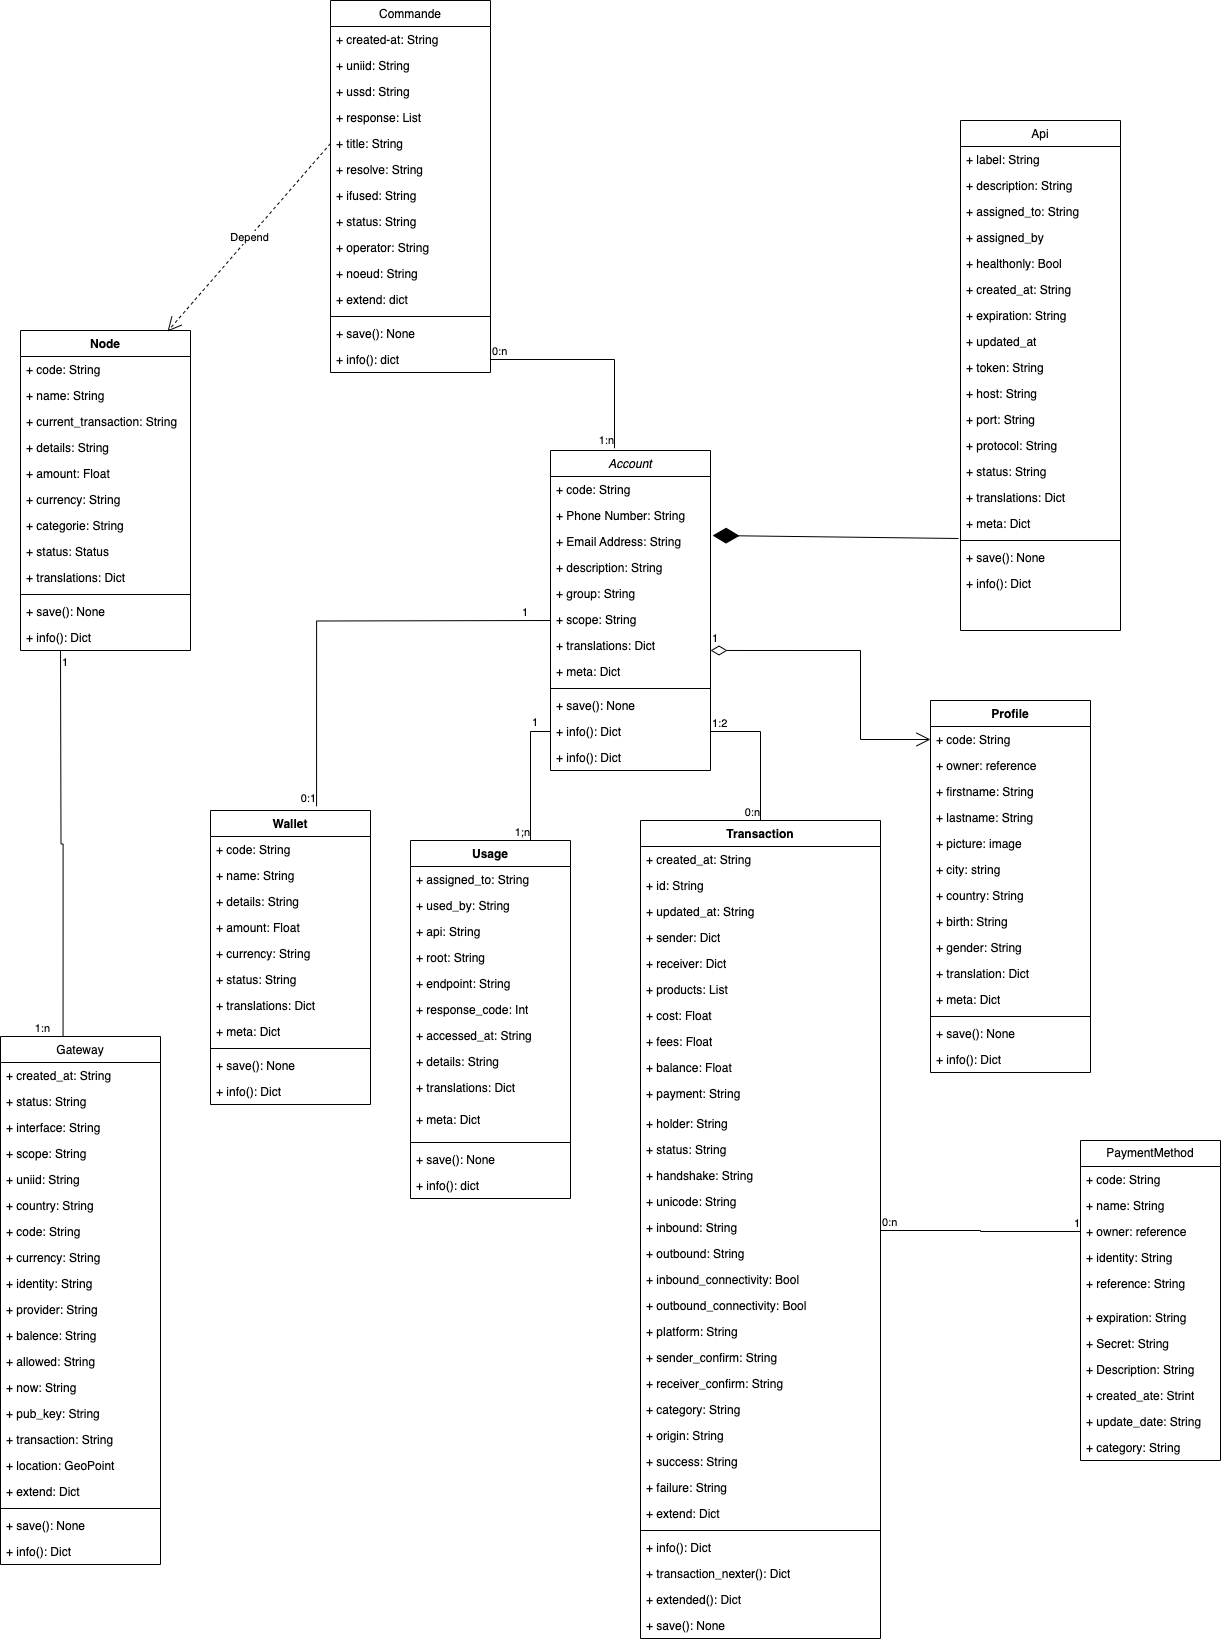 Commande
+ created-at: String
+ uniid: String
+ ussd: String
+ response: List
+ title: String
+ resolve: String
+ ifused: String
+ status: String
+ operator: String
+ noeud: String
+ extend: dict
+ save(): None
+ info(): dict
Depend
0:n
1:n
Api
+ label: String
+ description: String
+ assigned_to: String
+ assigned_by
+ healthonly: Bool
+ created_at: String
+ expiration: String
+ updated_at
+ token: String
+ host: String
+ port: String
+ protocol: String
+ status: String
+ translations: Dict
+ meta: Dict
+ save(): None
+ info(): Dict
Node
+ code: String
+ name: String
+ current_transaction: String
+ details: String
+ amount: Float
+ currency: String
+ categorie: String
+ status: Status
+ translations: Dict
+ save(): None
+ info(): Dict
1
1:n
Account
+ code: String
+ Phone Number: String
+ Email Address: String
+ description: String
+ group: String
+ scope: String
+ translations: Dict
+ meta: Dict
+ save(): None
+ info(): Dict
+ info(): Dict
1
0:1
1
1;n
1
1:2
0:n
Profile
+ code: String
+ owner: reference
+ firstname: String
+ lastname: String
+ picture: image
+ city: string
+ country: String
+ birth: String
+ gender: String
+ translation: Dict
+ meta: Dict
+ save(): None
+ info(): Dict
Wallet
+ code: String
+ name: String
+ details: String
+ amount: Float
+ currency: String
+ status: String
+ translations: Dict
+ meta: Dict
+ save(): None
+ info(): Dict
Usage
+ assigned_to: String
+ used_by: String
+ api: String
+ root: String
+ endpoint: String
+ response_code: Int
+ accessed_at: String
+ details: String
+ translations: Dict
+ meta: Dict
+ save(): None
+ info(): dict
Transaction
+ created_at: String
+ id: String
+ updated_at: String
+ sender: Dict
+ receiver: Dict
+ products: List
+ cost: Float
+ fees: Float
+ balance: Float
+ payment: String
+ holder: String
+ status: String
+ handshake: String
+ unicode: String
+ inbound: String
+ outbound: String
+ inbound_connectivity: Bool
+ outbound_connectivity: Bool
+ platform: String
+ sender_confirm: String
+ receiver_confirm: String
+ category: String
+ origin: String
+ success: String
+ failure: String
+ extend: Dict
+ info(): Dict
+ transaction_nexter(): Dict
+ extended(): Dict
+ save(): None
0:n
1
PaymentMethod
+ code: String
+ name: String
+ owner: reference
+ identity: String
+ reference: String
+ expiration: String
+ Secret: String
+ Description: String
+ created_ate: Strint
+ update_date: String
+ category: String
Gateway
+ created_at: String
+ status: String
+ interface: String
+ scope: String
+ uniid: String
+ country: String
+ code: String
+ currency: String
+ identity: String
+ provider: String
+ balence: String
+ allowed: String
+ now: String
+ pub_key: String
+ transaction: String
+ location: GeoPoint
+ extend: Dict
+ save(): None
+ info(): Dict